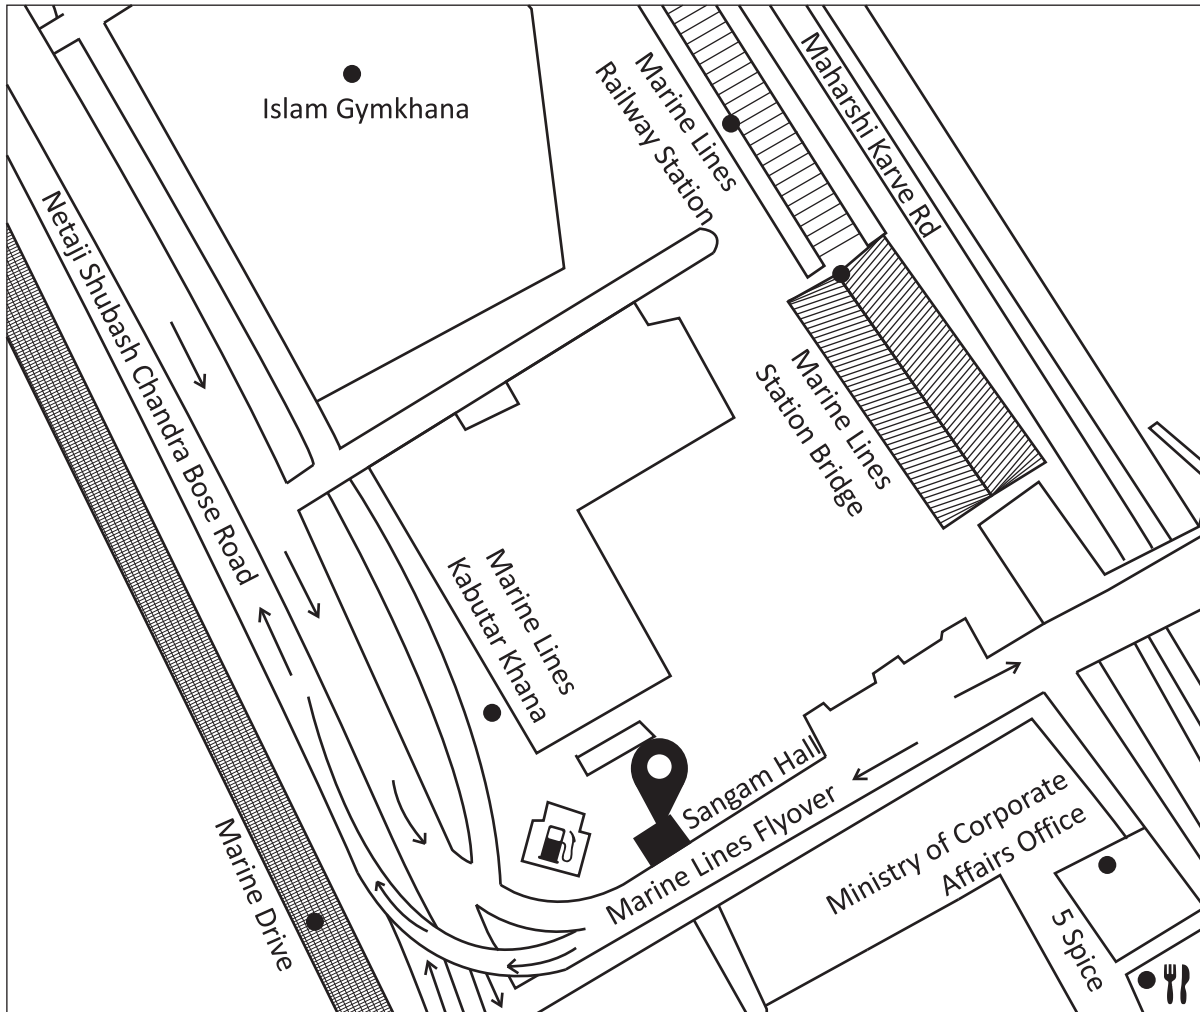 Islam Gymkhana
Marine Lines
Railway Station
Maharshi Karve Rd
Netaji Shubash Chandra Bose Road
Marine Lines
Station Bridge
Marine Lines
Kabutar Khana
Sangam Hall
Marine Lines Flyover
Ministry of Corporate
Affairs Office
Marine Drive
5 Spice